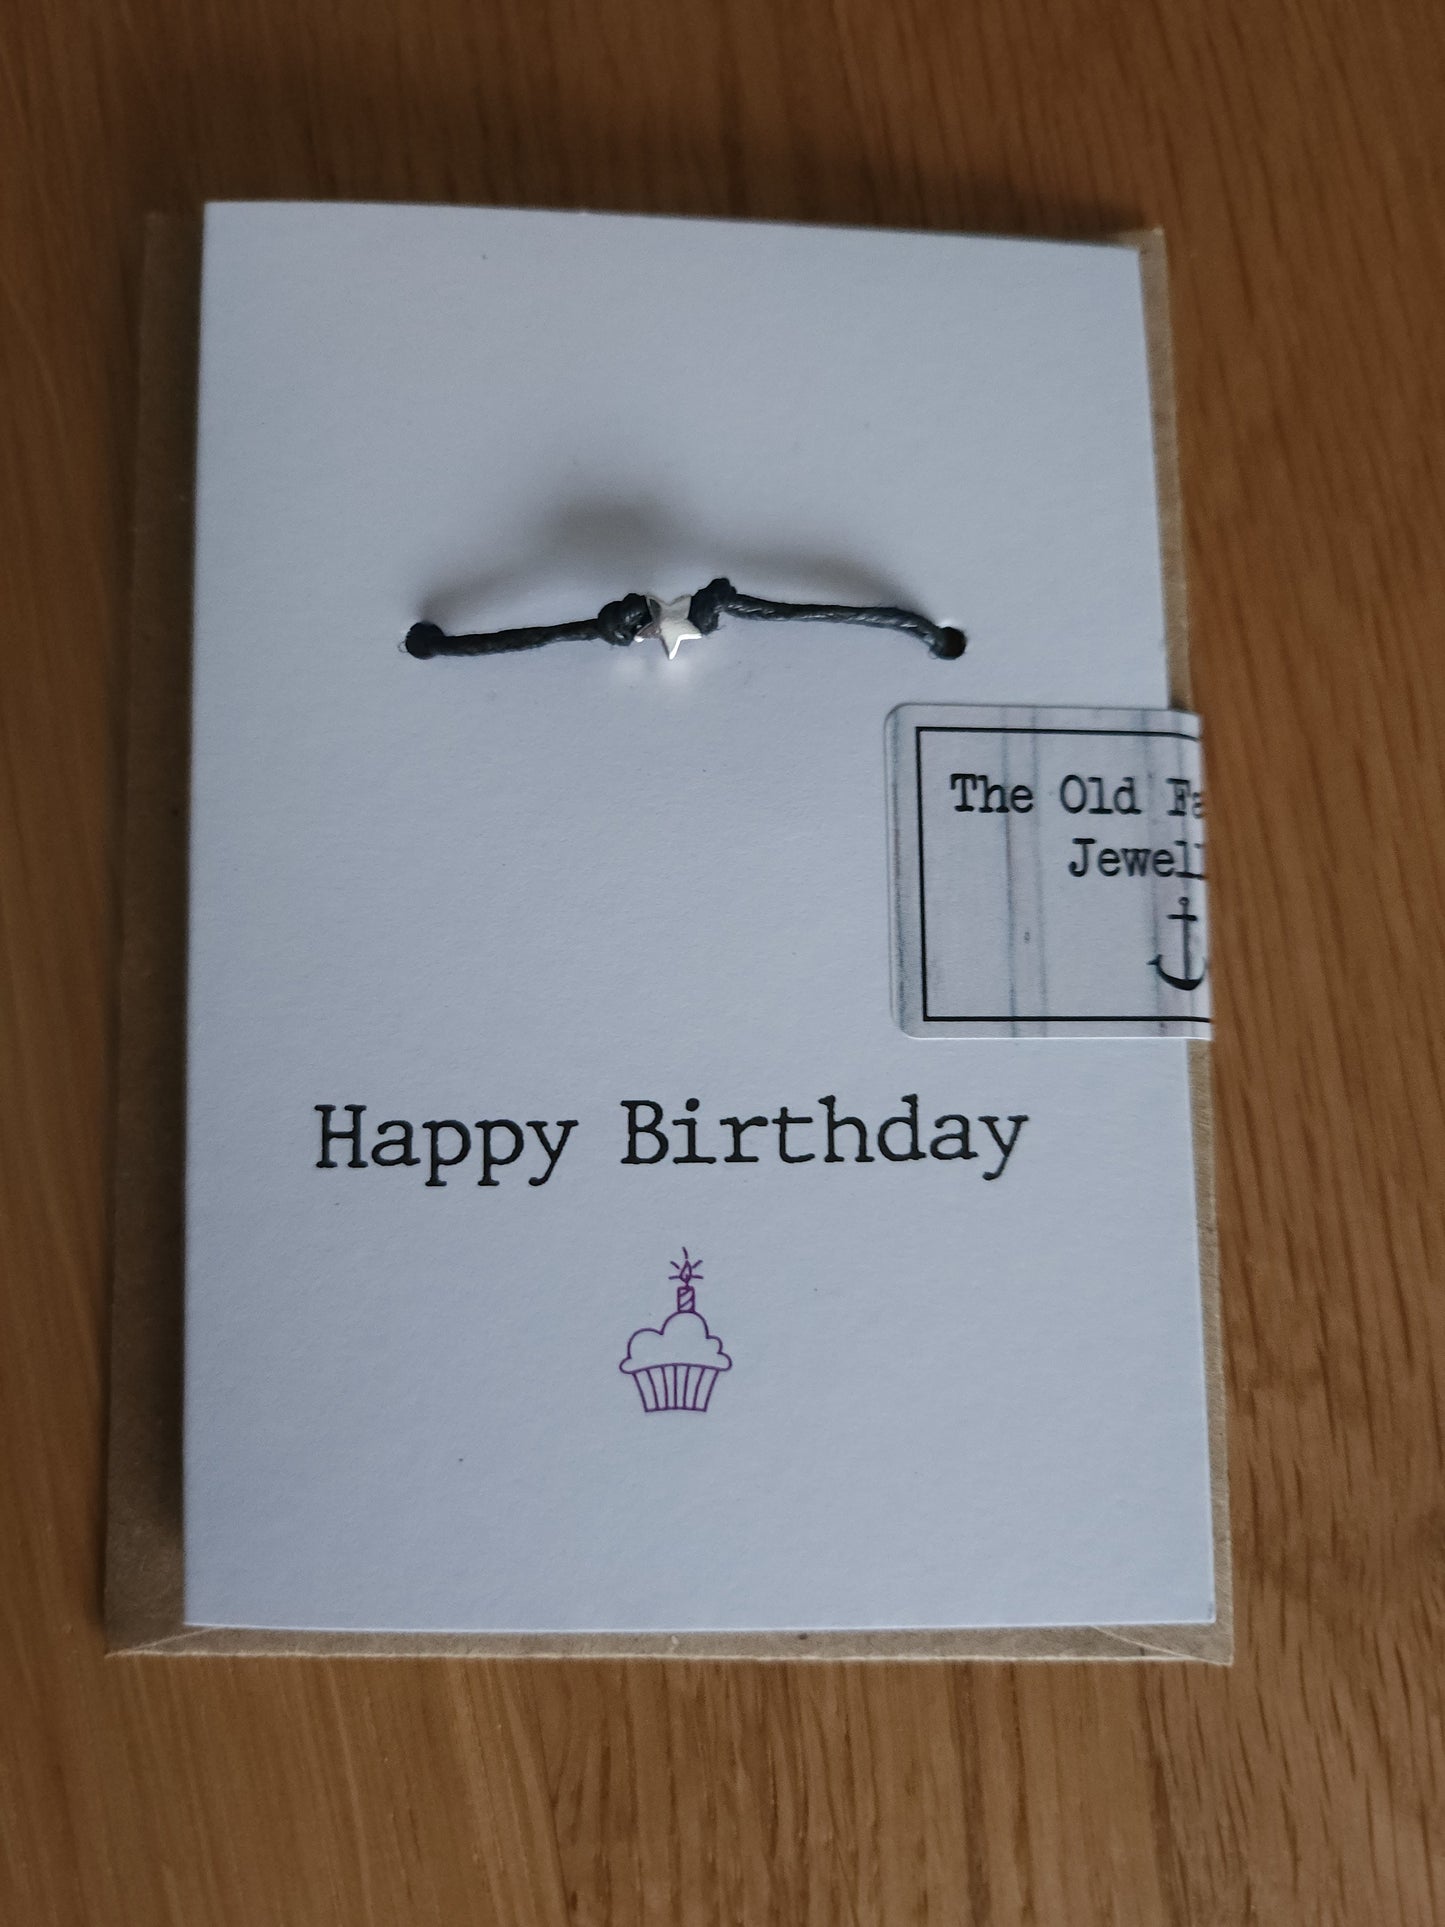 The Old Fa
Jewell
Happy Birthday